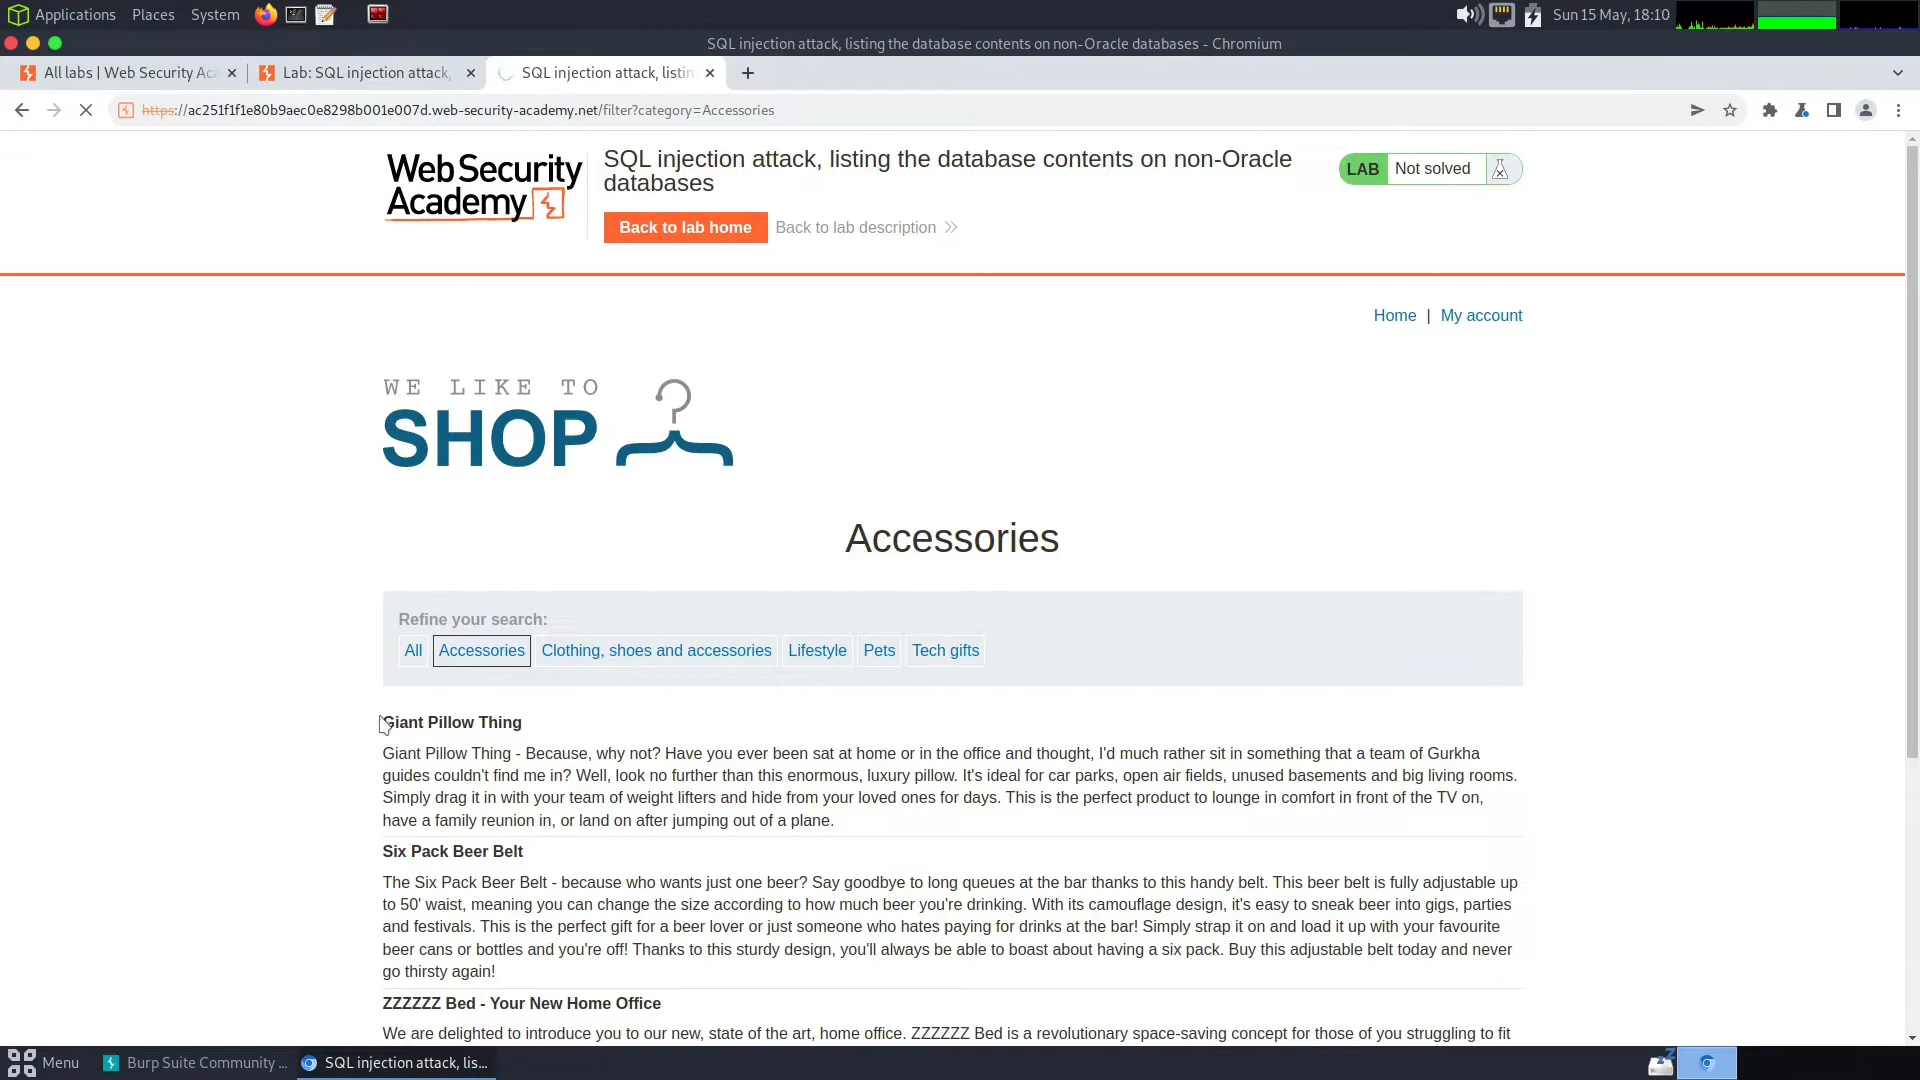 Applications Places System Sun 15 May, 18:10
SQL injection attack, listing the database contents on non-Oracle databases - Chromium
All labs | Web Security Aca Lab: SQL injection attack, SQL injection attack, listin
https://ac251f1f1e80b9aec0e8298b001e007d.web-security-academy.net/filter?category=Accessories
Web Security
Academy
SQL injection attack, listing the database contents on non-Oracle
databases
LAB Not solved
Back to lab home Back to lab description
Home | My account
WE LIKE TO
SHOP
Accessories
Refine your search:
All Accessories Clothing, shoes and accessories Lifestyle Pets Tech gifts
Giant Pillow Thing
Giant Pillow Thing - Because, why not? Have you ever been sat at home or in the office and thought, I'd much rather sit in something that a team of Gurkha
guides couldn't find me in? Well, look no further than this enormous, luxury pillow. It's ideal for car parks, open air fields, unused basements and big living rooms.
Simply drag it in with your team of weight lifters and hide from your loved ones for days. This is the perfect product to lounge in comfort in front of the TV on,
have a family reunion in, or land on after jumping out of a plane.
Six Pack Beer Belt
The Six Pack Beer Belt - because who wants just one beer? Say goodbye to long queues at the bar thanks to this handy belt. This beer belt is fully adjustable up
to 50' waist, meaning you can change the size according to how much beer you're drinking. With its camouflage design, it's easy to sneak beer into gigs, parties
and festivals. This is the perfect gift for a beer lover or just someone who hates paying for drinks at the bar! Simply strap it on and load it up with your favourite
beer cans or bottles and you're off! Thanks to this sturdy design, you'll always be able to boast about having a six pack. Buy this adjustable belt today and never
go thirsty again!
ZZZZZZ Bed - Your New Home Office
We are delighted to introduce you to our new, state of the art, home office. ZZZZZZ Bed is a revolutionary space-saving concept for those of you struggling to fit
Menu Burp Suite Community ... SQL injection attack, lis...